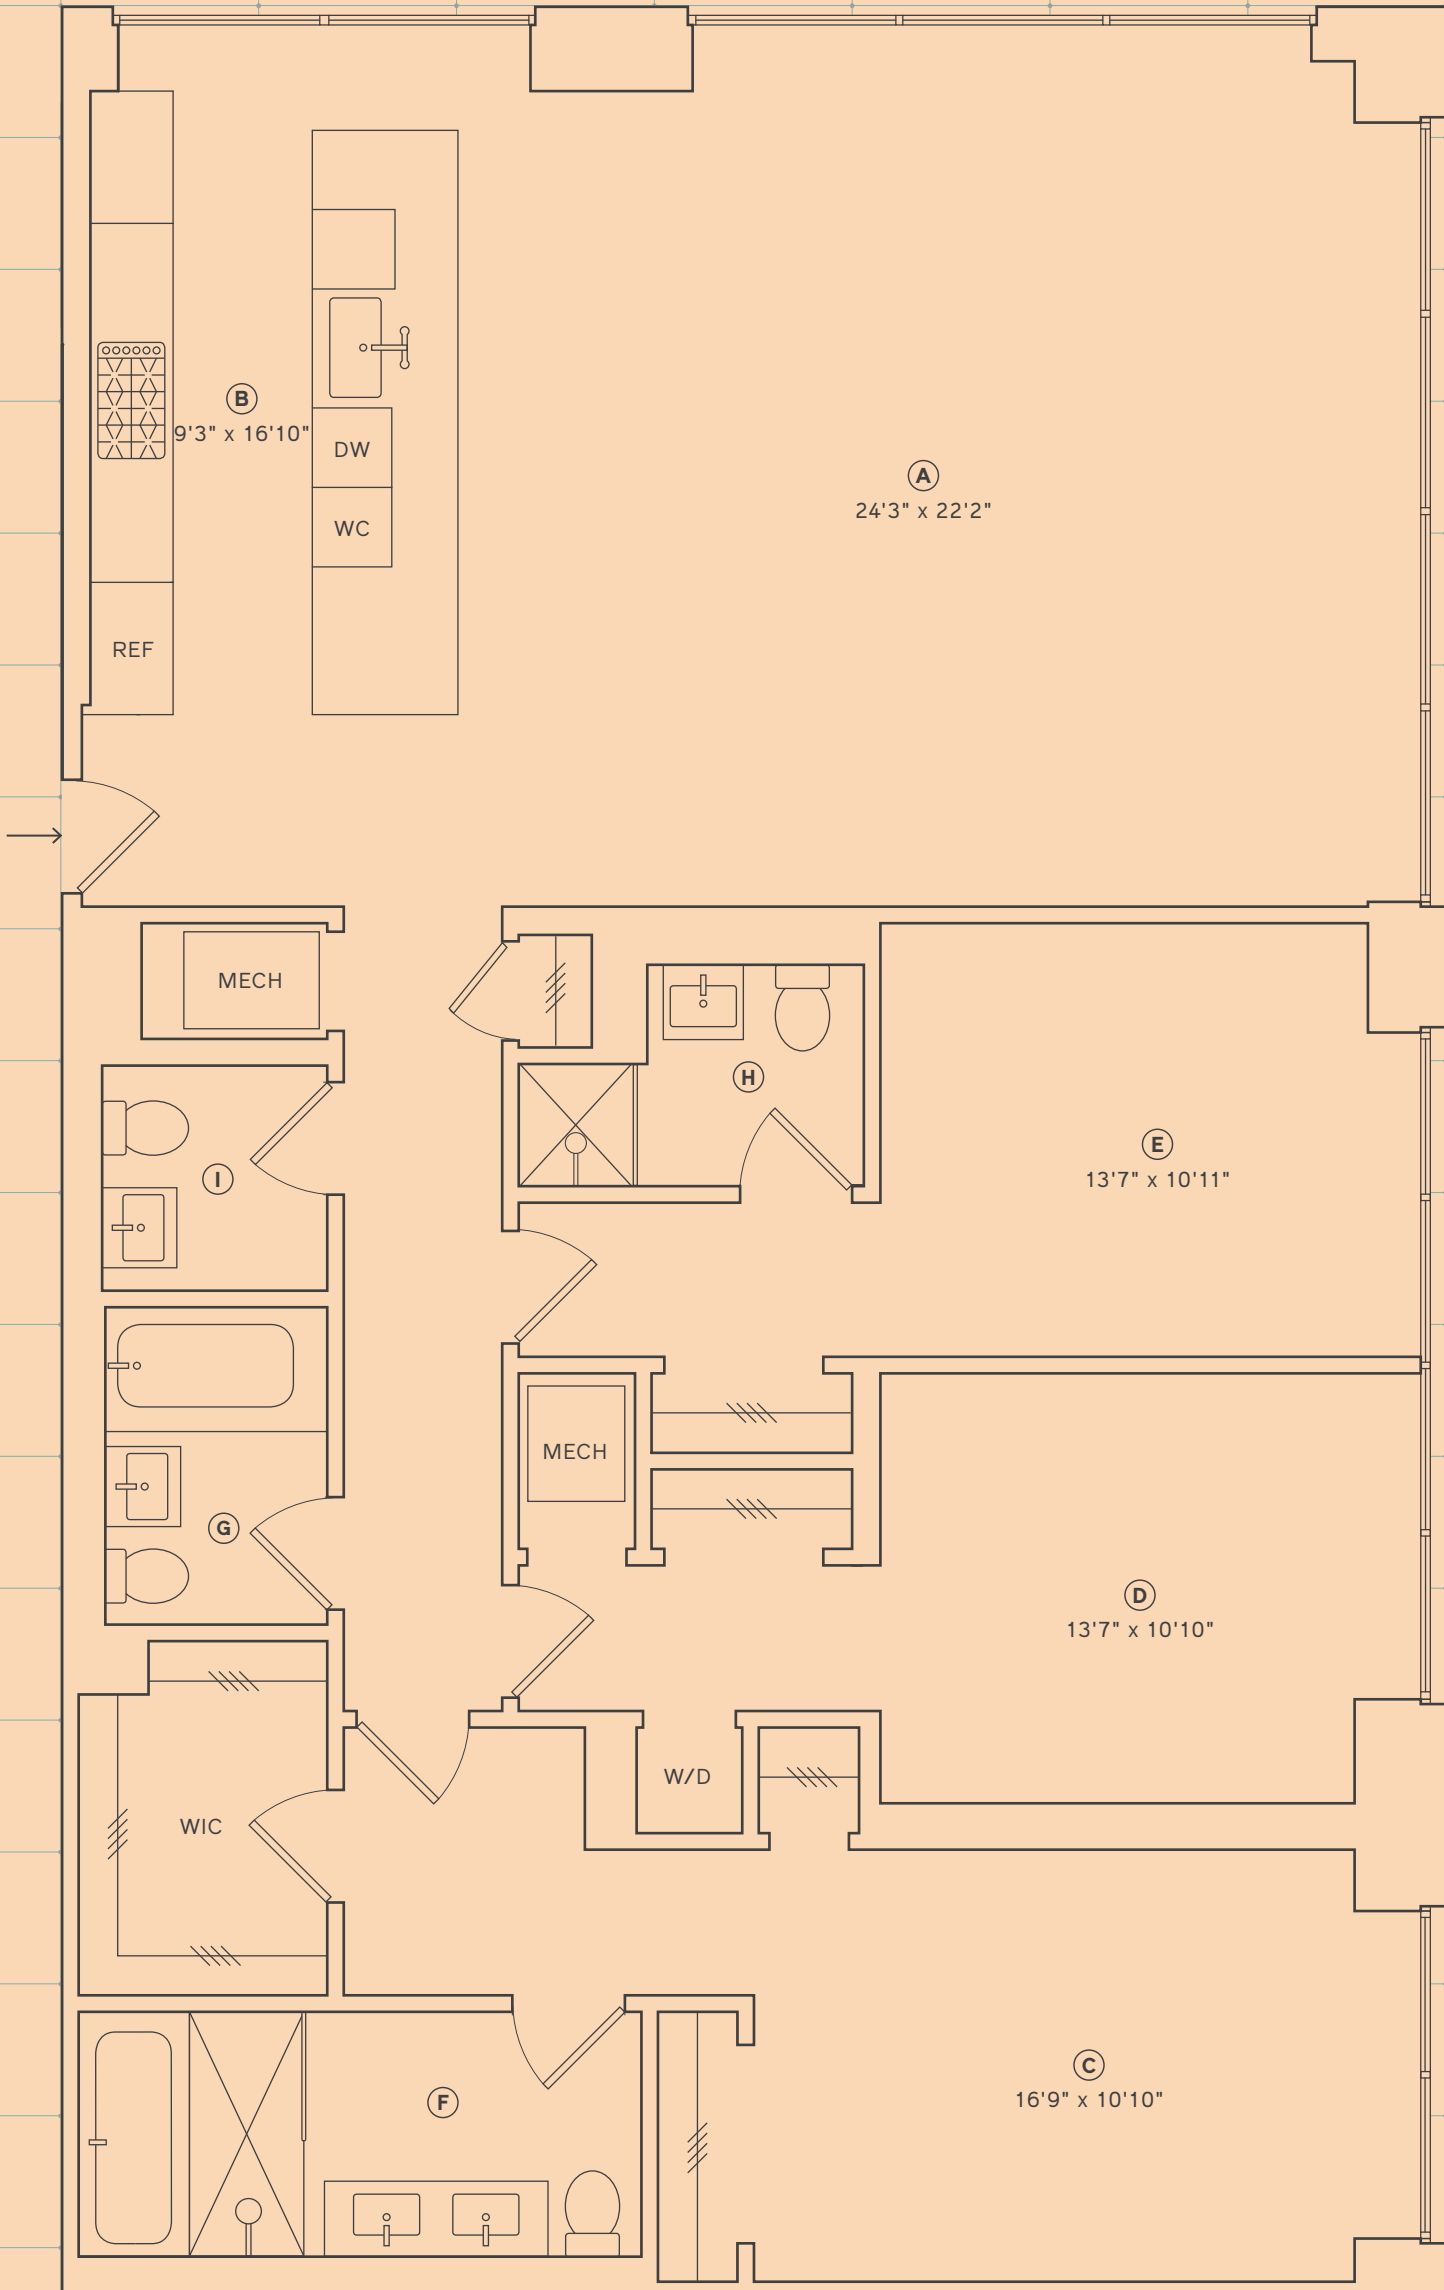 B
9'3" x 16'10"
DW
WC
REF
A
24'3" x 22'2"
MECH
H
I
E
13'7" x 10'11"
MECH
G
D
13'7" x 10'10"
W/D
WIC
C
16'9" x 10'10"
F